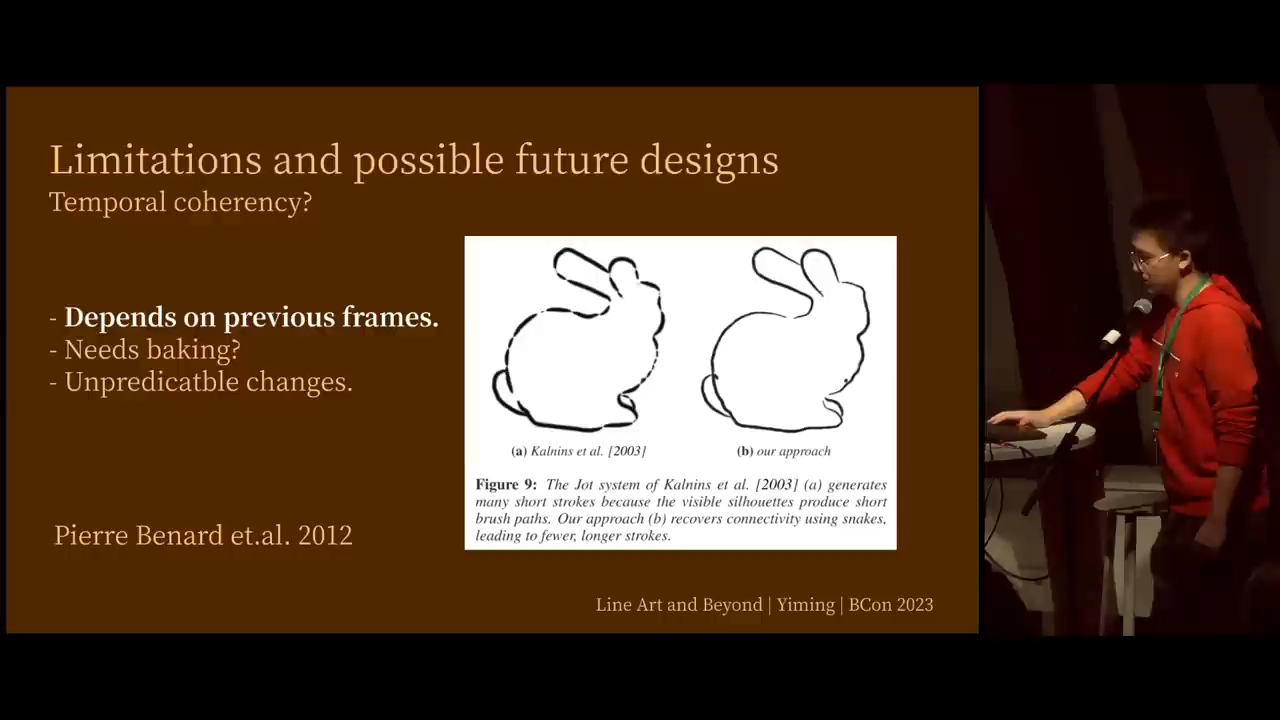 Limitations and possible future designs
Temporal coherency?
- Depends on previous frames.
- Needs baking?
- Unpredicatble changes.
(a) Kalnins et al. [2003]
(b) our approach
Figure 9: The Jot system of Kalnins et al. [2003] (a) generates
many short strokes because the visible silhouettes produce short
brush paths. Our approach (b) recovers connectivity using snakes,
leading to fewer, longer strokes.
Pierre Benard et.al. 2012
Line Art and Beyond | Yiming | BCon 2023